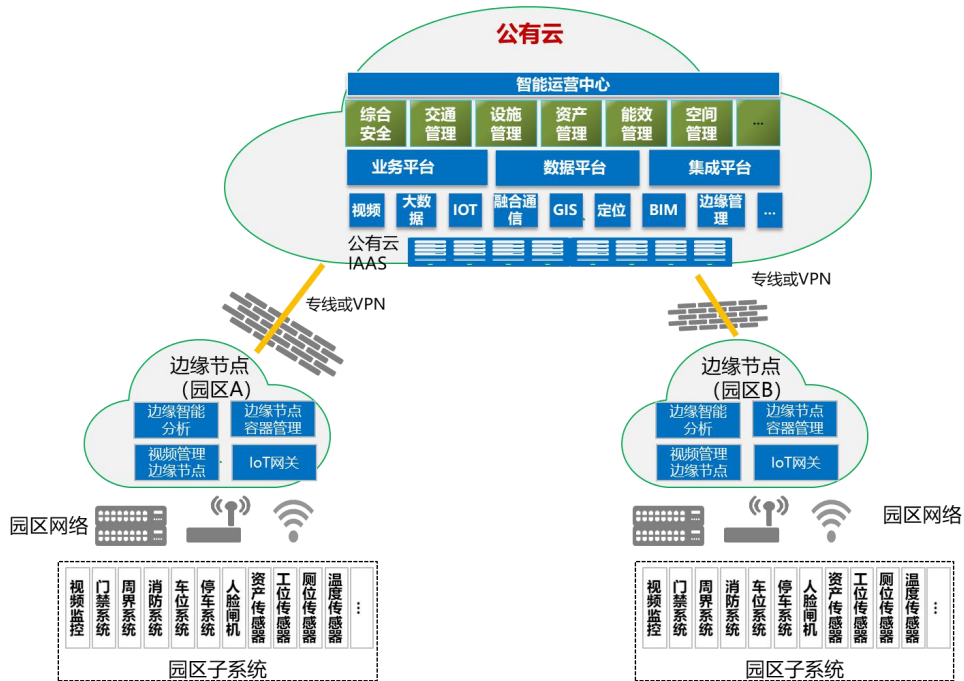 公有云
智能运营中心
综合
安全
交通
管理
设施
管理
资产
管理
能效
管理
空间
管理
...
业务平台
数据平台
集成平台
视频
大数
据
IOT
融合通
信
GIS
定位
BIM
边缘管
理
...
公有云
IAAS
专线或VPN
专线或VPN
边缘节点
(园区A)
边缘智能
分析
边缘节点
容器管理
视频管理
边缘节点
IoT网关
边缘节点
(园区B)
边缘智能
分析
边缘节点
容器管理
视频管理
边缘节点
IoT网关
园区网络
园区网络
视频监控
门禁系统
周界系统
消防系统
车位系统
停车系统
人脸闸机
资产传感器
工位传感器
厕位传感器
温度传感器
...
园区子系统
视频监控
门禁系统
周界系统
消防系统
车位系统
停车系统
人脸闸机
资产传感器
工位传感器
厕位传感器
温度传感器
...
园区子系统